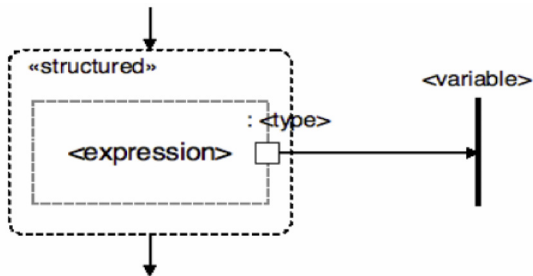 «structured»
<variable>
: <type>
<expression>